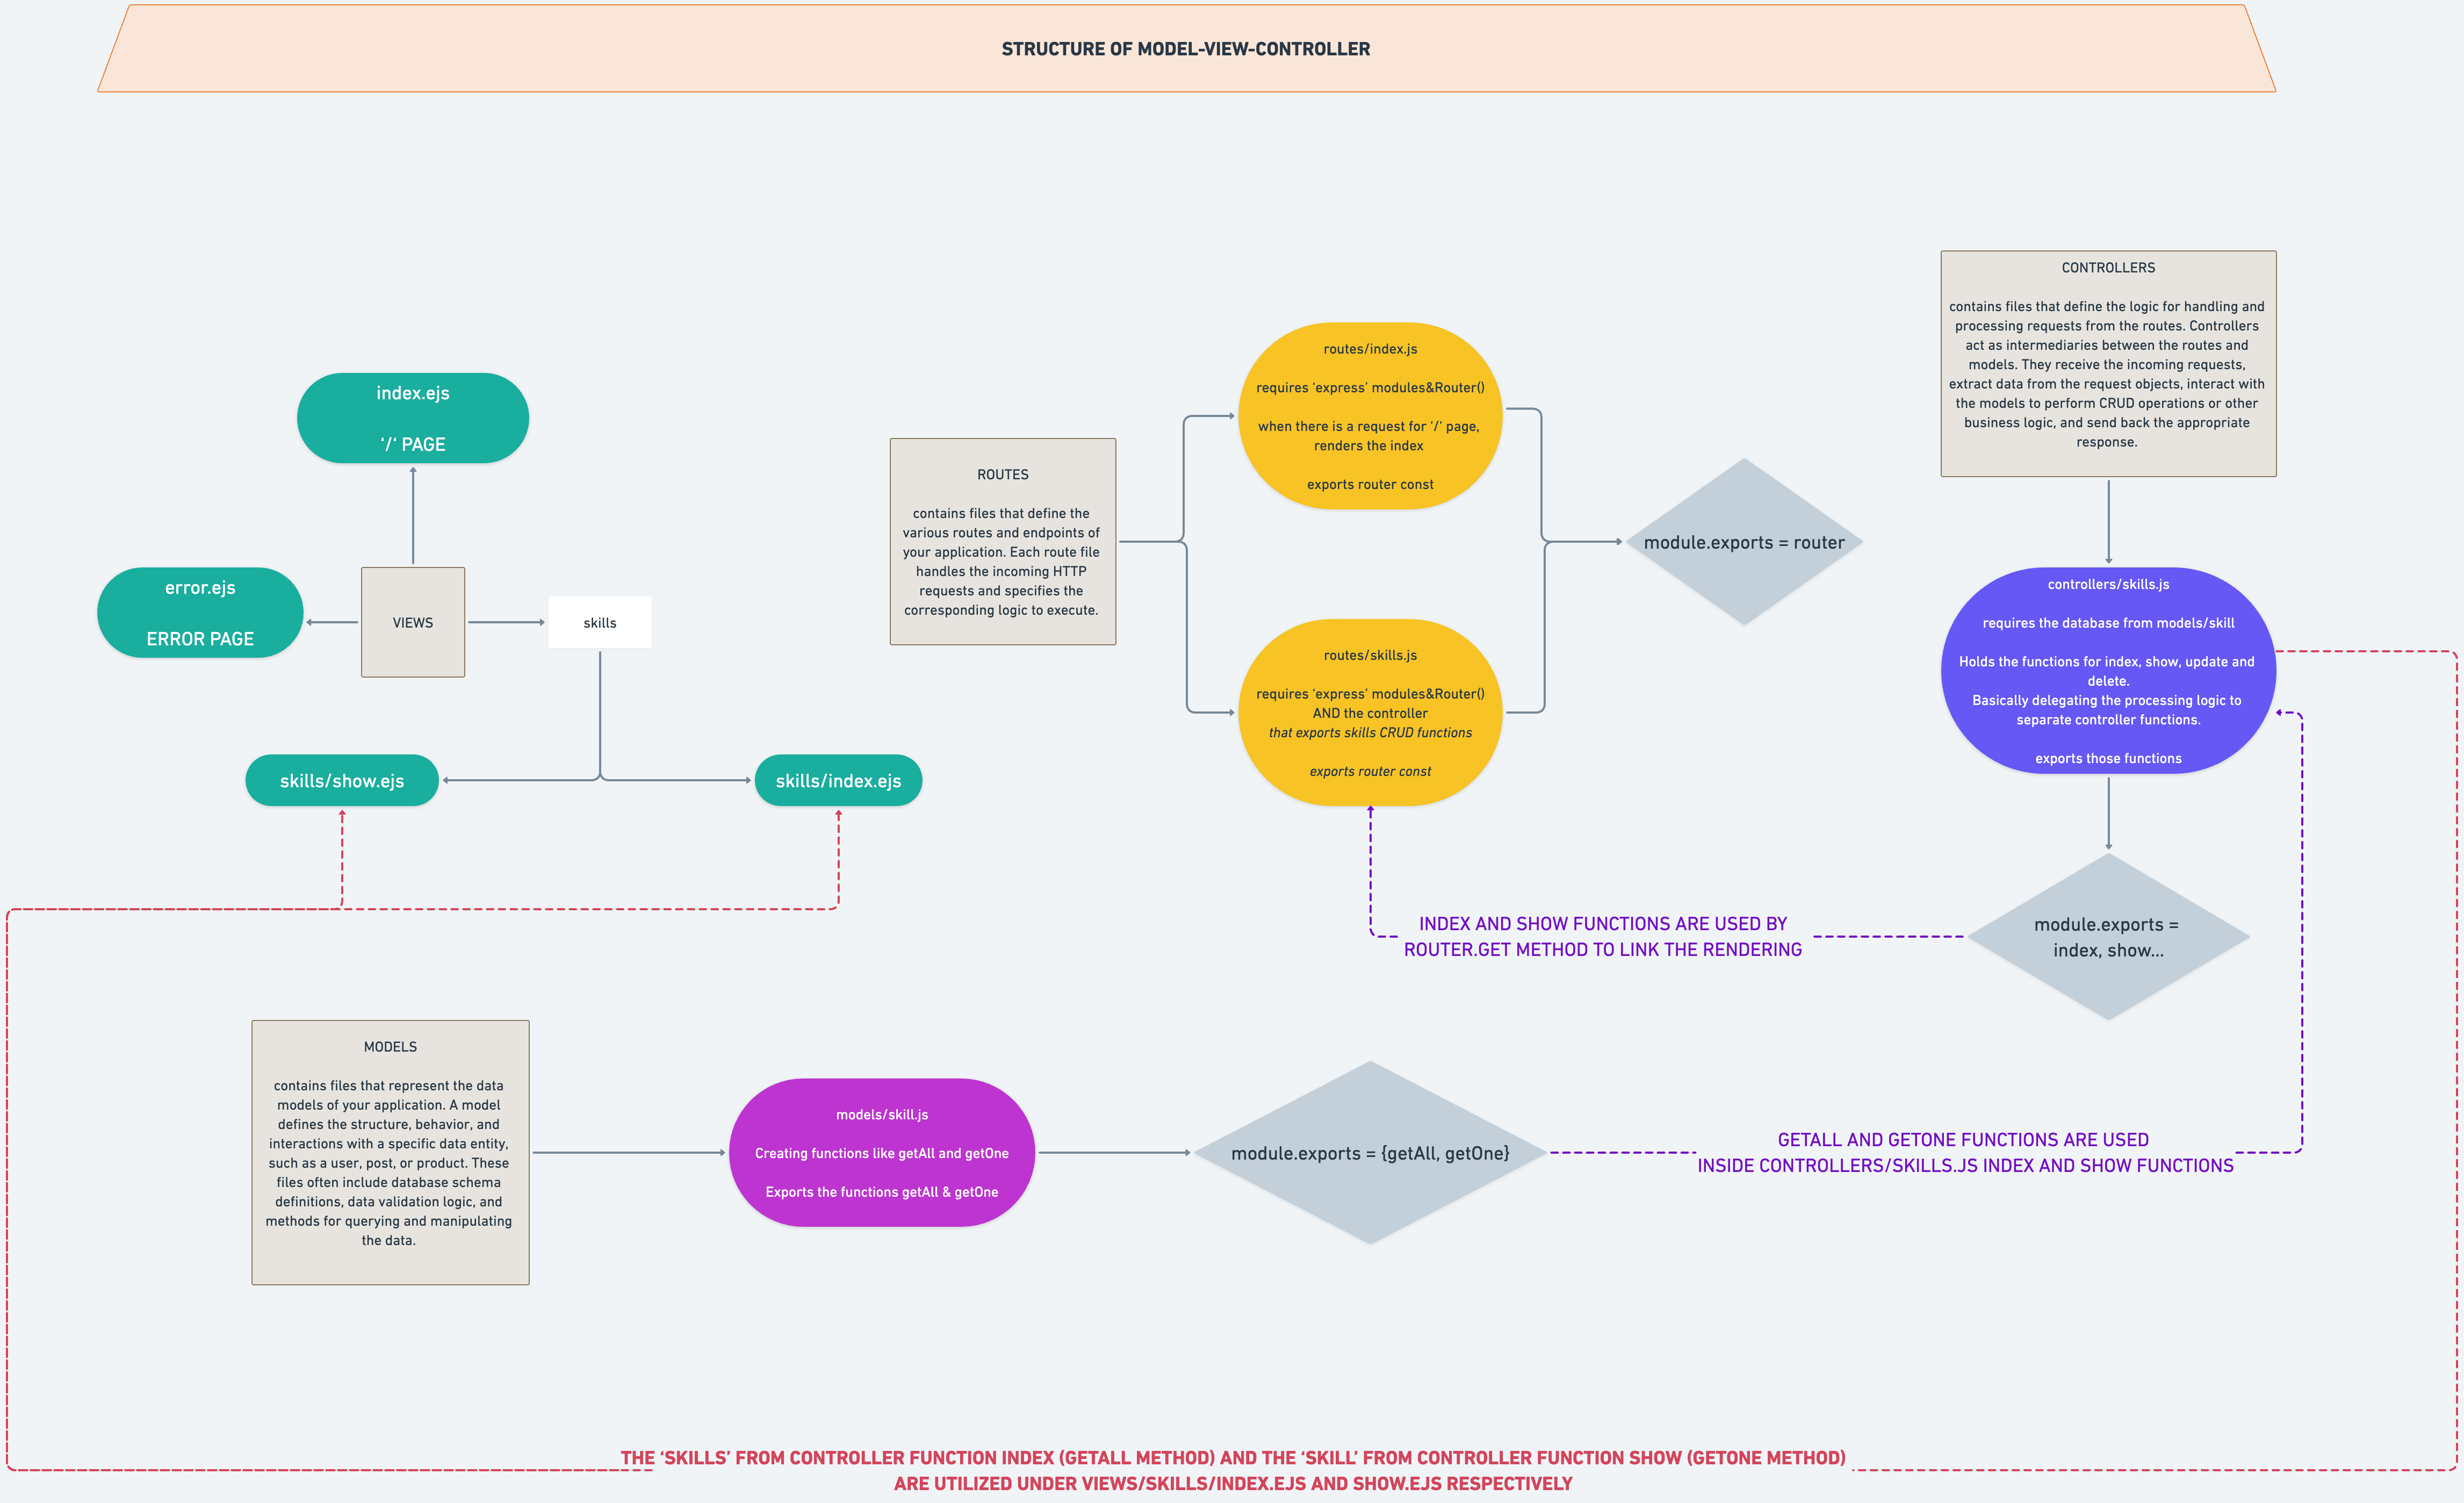 STRUCTURE OF MODEL-VIEW-CONTROLLER
index.ejs
‘/‘ PAGE
error.ejs
ERROR PAGE
VIEWS
skills
skills/show.ejs
skills/index.ejs
ROUTES
contains files that define the
various routes and endpoints of
your application. Each route file
handles the incoming HTTP
requests and specifies the
corresponding logic to execute.
routes/index.js
requires ‘express’ modules&Router()
when there is a request for ‘/‘ page,
renders the index
exports router const
routes/skills.js
requires ‘express’ modules&Router()
AND the controller
that exports skills CRUD functions
exports router const
module.exports = router
CONTROLLERS
contains files that define the logic for handling and
processing requests from the routes. Controllers
act as intermediaries between the routes and
models. They receive the incoming requests,
extract data from the request objects, interact with
the models to perform CRUD operations or other
business logic, and send back the appropriate
response.
controllers/skills.js
requires the database from models/skill
Holds the functions for index, show, update and
delete.
Basically delegating the processing logic to
separate controller functions.
exports those functions
module.exports =
index, show...
INDEX AND SHOW FUNCTIONS ARE USED BY
ROUTER.GET METHOD TO LINK THE RENDERING
MODELS
contains files that represent the data
models of your application. A model
defines the structure, behavior, and
interactions with a specific data entity,
such as a user, post, or product. These
files often include database schema
definitions, data validation logic, and
methods for querying and manipulating
the data.
models/skill.js
Creating functions like getAll and getOne
Exports the functions getAll & getOne
module.exports = {getAll, getOne}
GETALL AND GETONE FUNCTIONS ARE USED
INSIDE CONTROLLERS/SKILLS.JS INDEX AND SHOW FUNCTIONS
THE ‘SKILLS’ FROM CONTROLLER FUNCTION INDEX (GETALL METHOD) AND THE ‘SKILL’ FROM CONTROLLER FUNCTION SHOW (GETONE METHOD)
ARE UTILIZED UNDER VIEWS/SKILLS/INDEX.EJS AND SHOW.EJS RESPECTIVELY